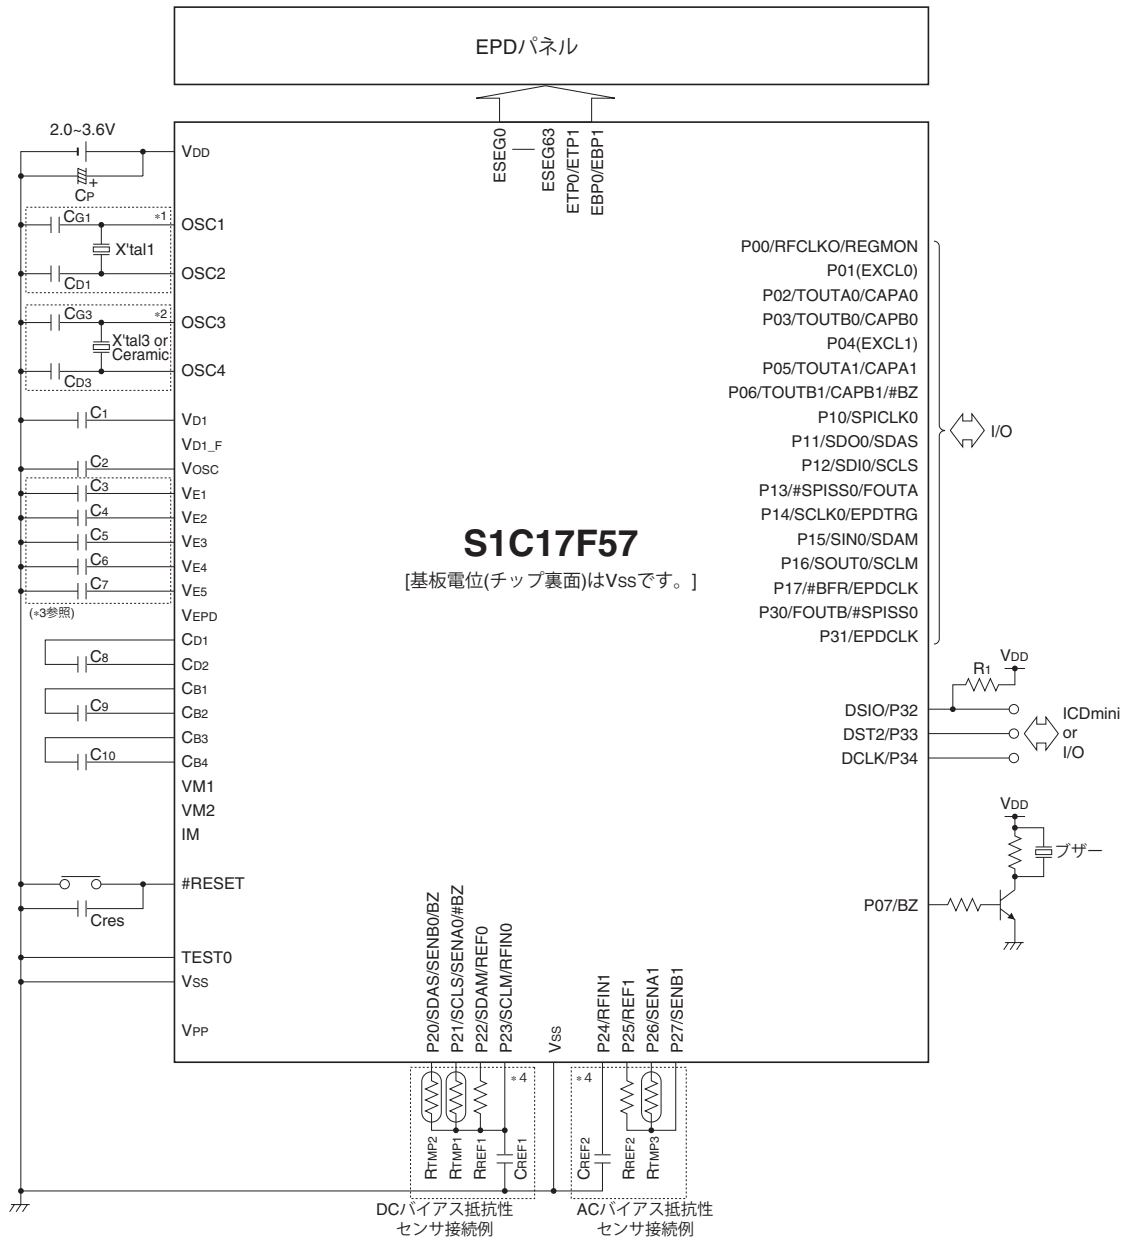 EPDパネル
ESEG0
ESEG63
ETP0/ETP1
EBP0/EBP1
2.0~3.6V
CP
VDD
CG1
*1
OSC1
X'tal1
CD1
OSC2
CG3
*2
OSC3
X'tal3 or
Ceramic
CD3
OSC4
C1
VD1
VD1_F
C2
VOSC
C3
VE1
C4
VE2
C5
VE3
C6
VE4
C7
VE5
(*3参照)
VEPD
CD1
C8
CD2
CB1
C9
CB2
CB3
C10
CB4
VM1
VM2
IM
#RESET
Cres
TEST0
VSS
VPP
S1C17F57
[基板電位(チップ裏面)はVSSです。]
P00/RFCLKO/REGMON
P01(EXCL0)
P02/TOUTA0/CAPA0
P03/TOUTB0/CAPB0
P04(EXCL1)
P05/TOUTA1/CAPA1
P06/TOUTB1/CAPB1/#BZ
P10/SPICLK0
P11/SDO0/SDAS
P12/SDI0/SCLS
P13/#SPISS0/FOUTA
P14/SCLK0/EPDTRG
P15/SIN0/SDAM
P16/SOUT0/SCLM
P17/#BFR/EPDCLK
P30/FOUTB/#SPISS0
P31/EPDCLK
I/O
VDD
R1
DSIO/P32
DST2/P33
DCLK/P34
ICDmini
or
I/O
VDD
ブザー
P07/BZ
P20/SDAS/SENB0/BZ
P21/SCLS/SENA0/#BZ
P22/SDAM/REF0
P23/SCLM/RFIN0
VSS
P24/RFIN1
P25/REF1
P26/SENA1
P27/SENB1
*4
*4
RTMP2
RTMP1
RREF1
CREF1
CREF2
RREF2
RTMP3
DCバイアス抵抗性
センサ接続例
ACバイアス抵抗性
センサ接続例